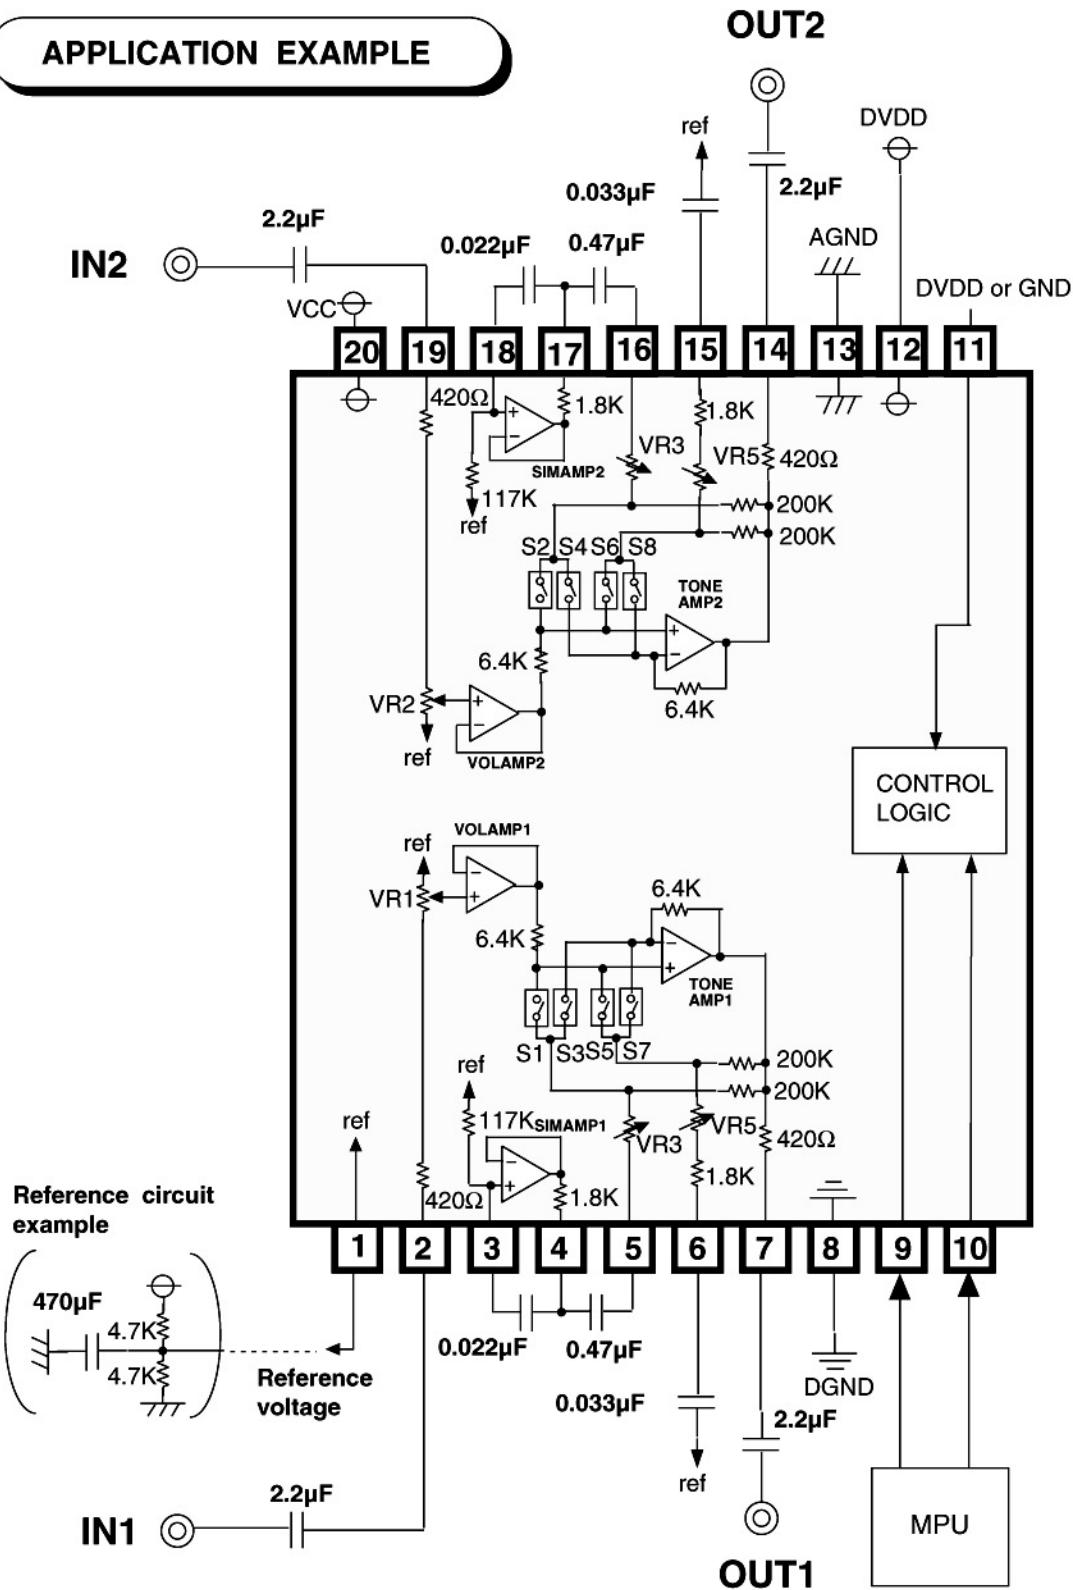 APPLICATION EXAMPLE
OUT2
DVDD
ref
0.033µF
2.2µF
2.2µF
0.022µF
0.47µF
AGND
IN2
VCC
DVDD or GND
20
19
18
17
16
15
14
13
12
11
420Ω
1.8K
1.8K
VR3
VR5
420Ω
SIMAMP2
117K
ref
200K
200K
S2
S4
S6
S8
TONE
AMP2
6.4K
6.4K
VR2
ref
VOLAMP2
CONTROL
LOGIC
VOLAMP1
ref
VR1
6.4K
6.4K
TONE
AMP1
S1
S3
S5
S7
200K
200K
ref
117K
SIMAMP1
VR3
VR5
420Ω
ref
420Ω
1.8K
1.8K
Reference circuit
example
1
2
3
4
5
6
7
8
9
10
470µF
4.7K
4.7K
Reference
voltage
0.022µF
0.47µF
0.033µF
DGND
2.2µF
ref
2.2µF
IN1
MPU
OUT1